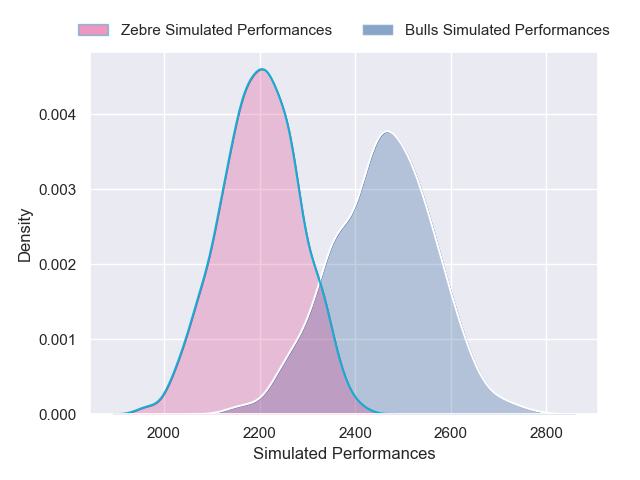 Zebre Simulated Performances Bulls Simulated Performances
0.004
0.003
0.002
0.001
0.000
Density
2000 2200 2400 2600 2800
Simulated Performances